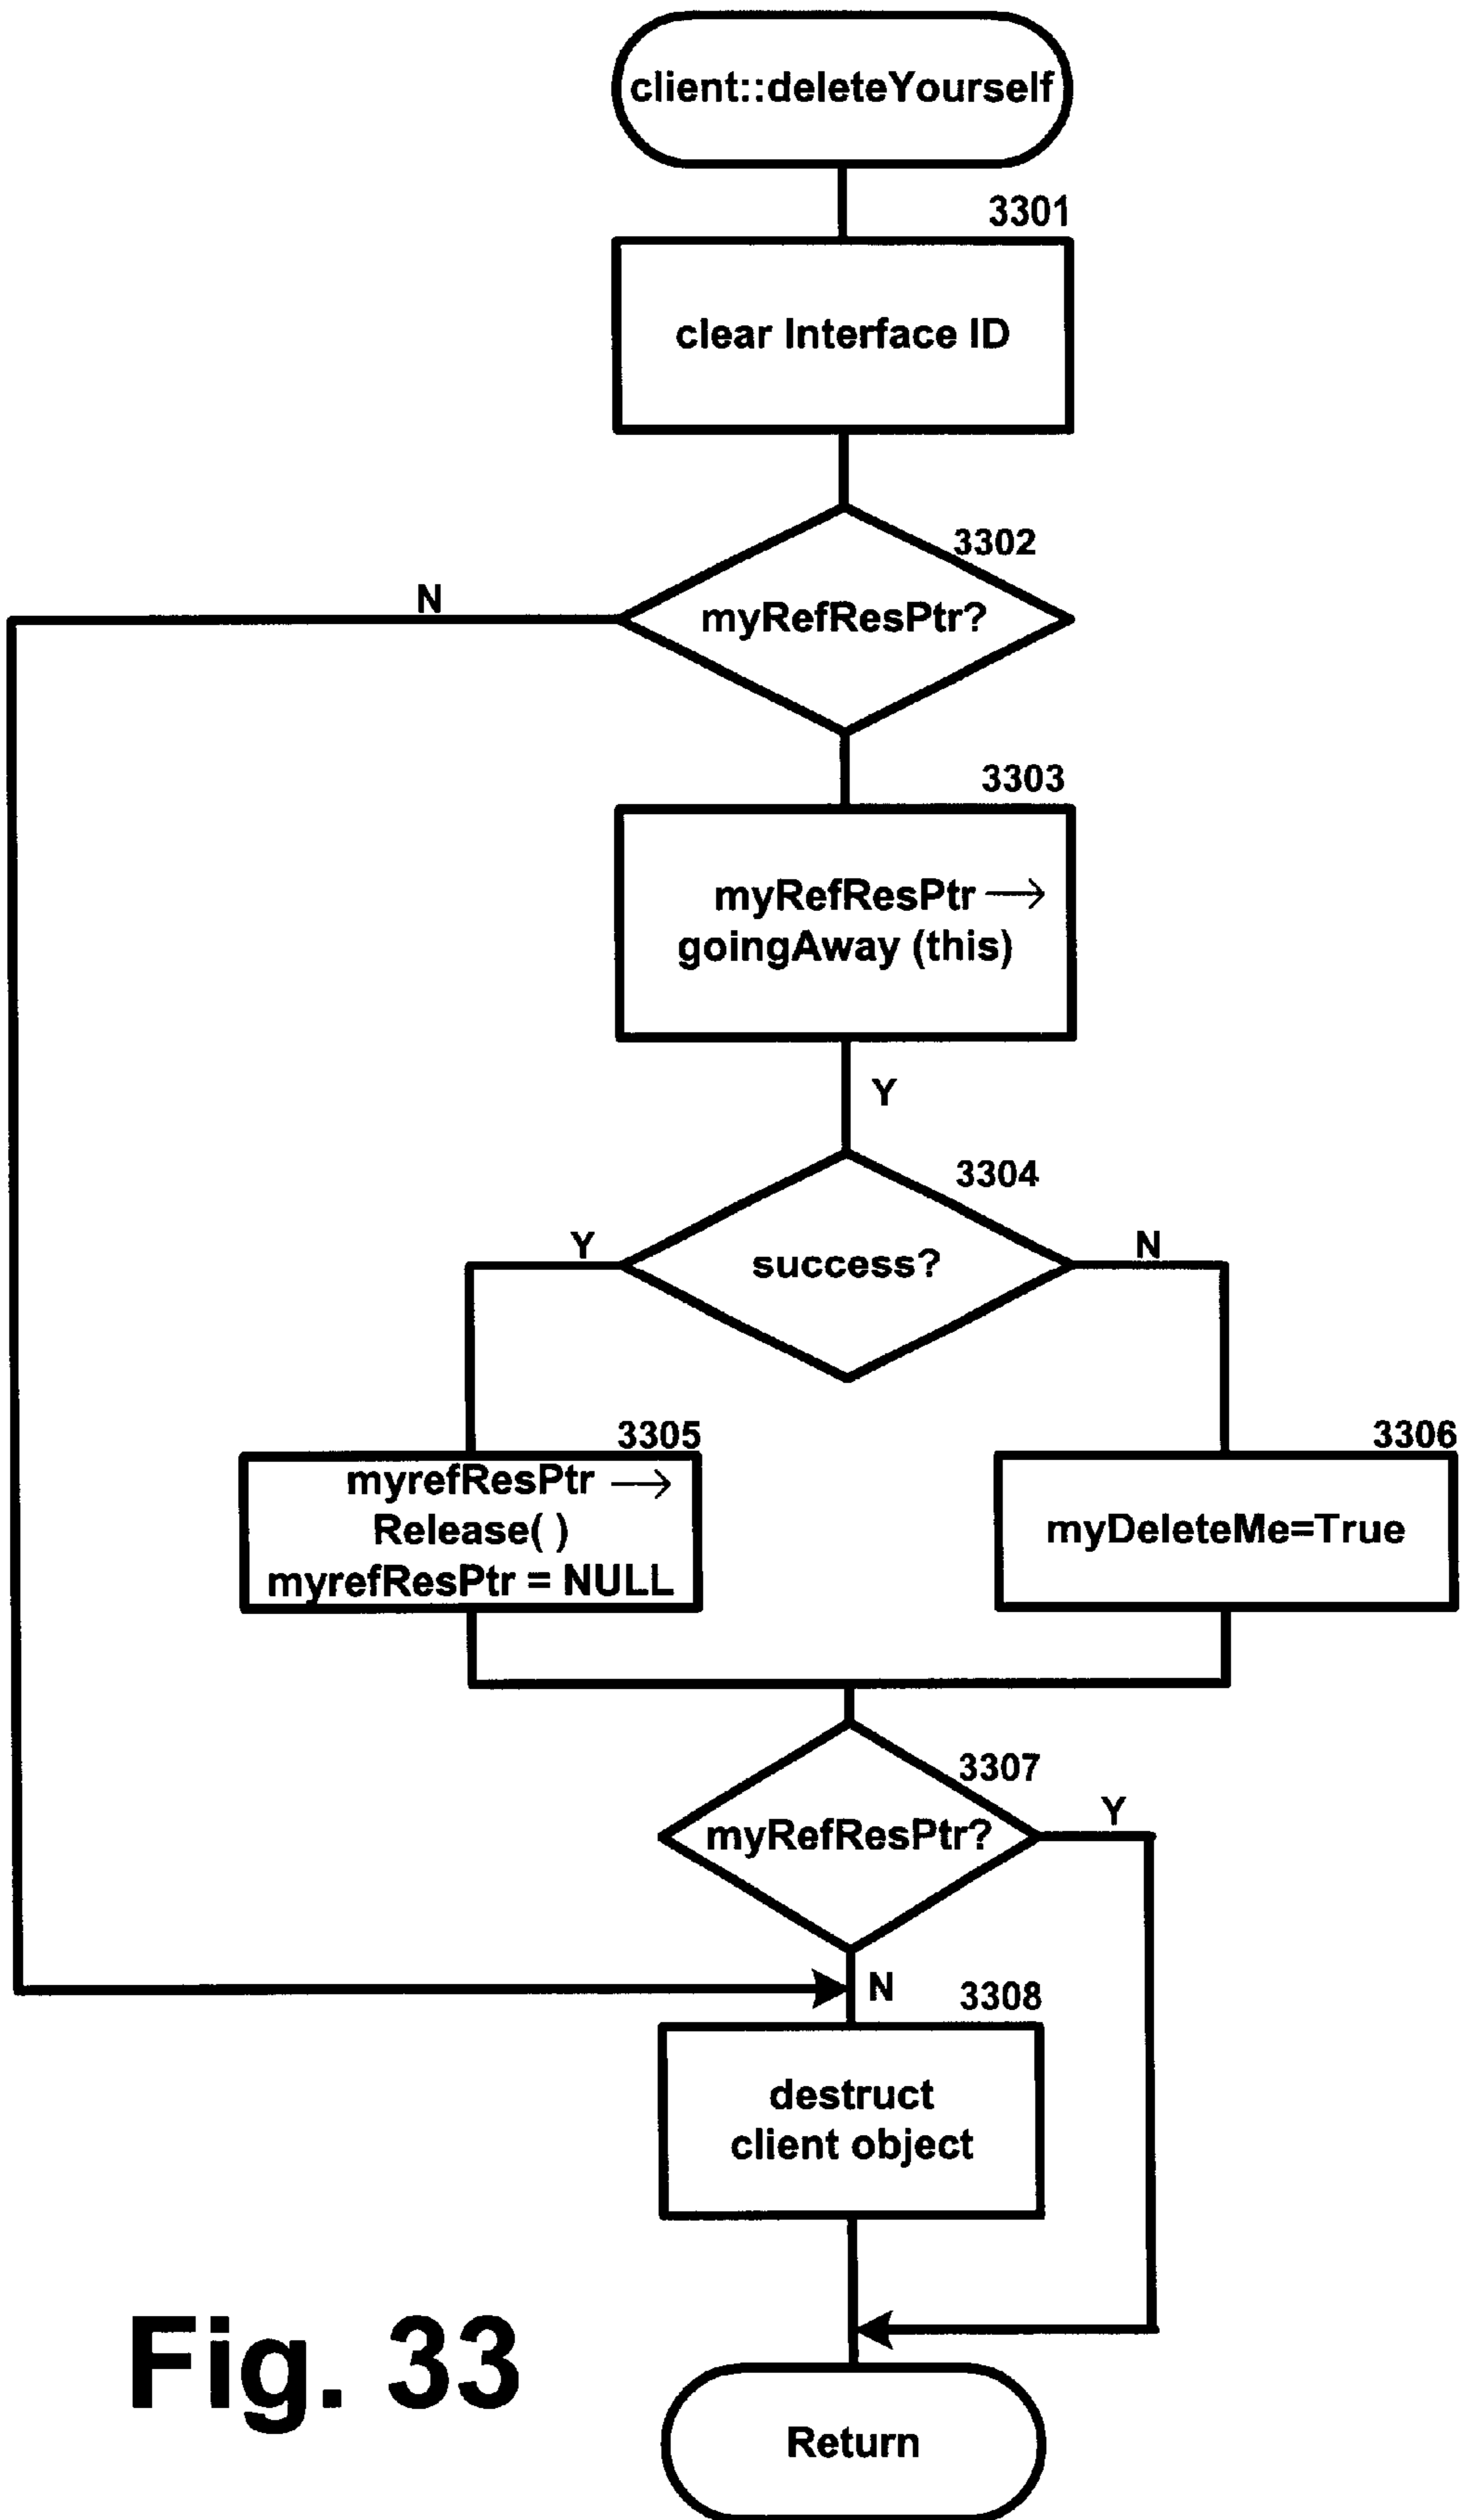 client::deleteYourself
3301
clear Interface ID
3302
N
myRefResPtr?
3303
myRefResPtr →
goingAway (this)
Y
3304
Y
N
success?
3305
3306
myrefResPtr →
Release( )
myrefResPtr = NULL
myDeleteMe=True
3307
Y
myRefResPtr?
N
3308
destruct
client object
Fig. 33
Return